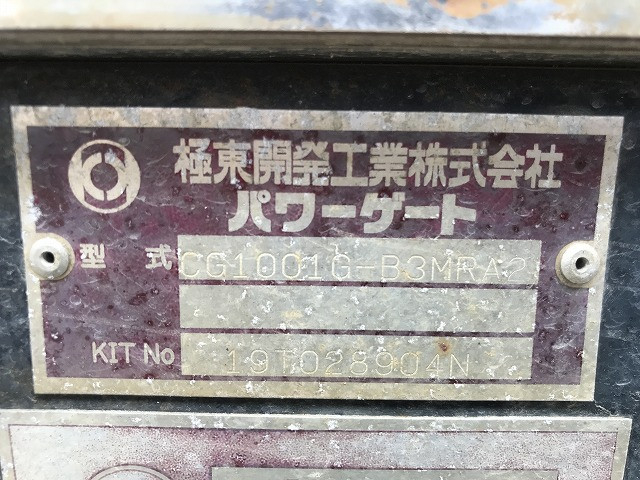 極東開発工業株式会社
パワーゲート
型 式 CG1001G-B3MRA2
KIT No 19T028904N